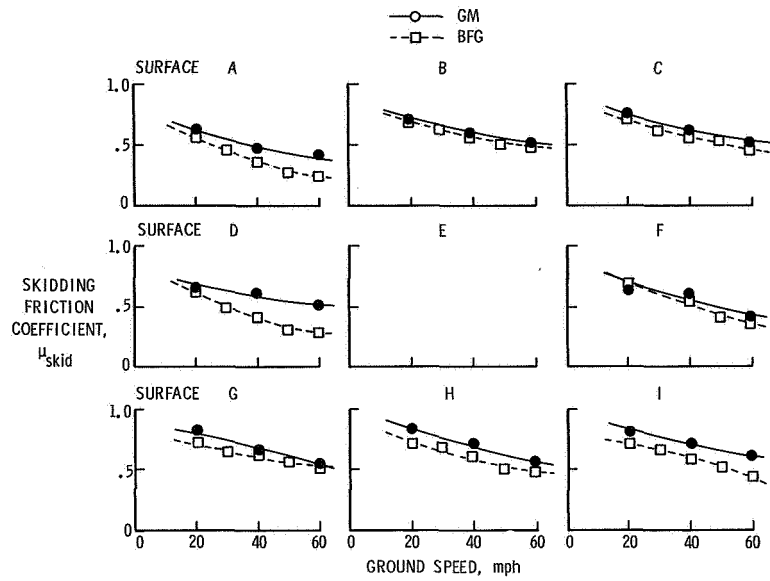 GM
BFG
SURFACE A B C
1.0
.5
0
SURFACE D E F
1.0
.5
0
SKIDDING
FRICTION
COEFFICIENT,
μskid
SURFACE G H I
1.0
.5
0 20 40 60 0 20 40 60 0 20 40 60
GROUND SPEED, mph